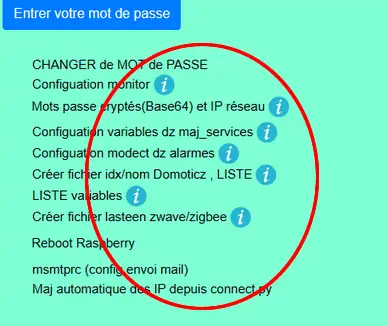 Entrer votre mot de passe
CHANGER de MOT de PASSE
Configuation monitor i
Mots passe cryptés(Base64) et IP réseau i
Configuation variables dz maj_services i
Configuation modect dz alarmes i
Créer fichier idx/nom Domoticz , LISTE i
LISTE variables i
Créer fichier lasteen zwave/zigbee i
Reboot Raspberry
msmtprc (config envoi mail)
Maj automatique des IP depuis connect.py